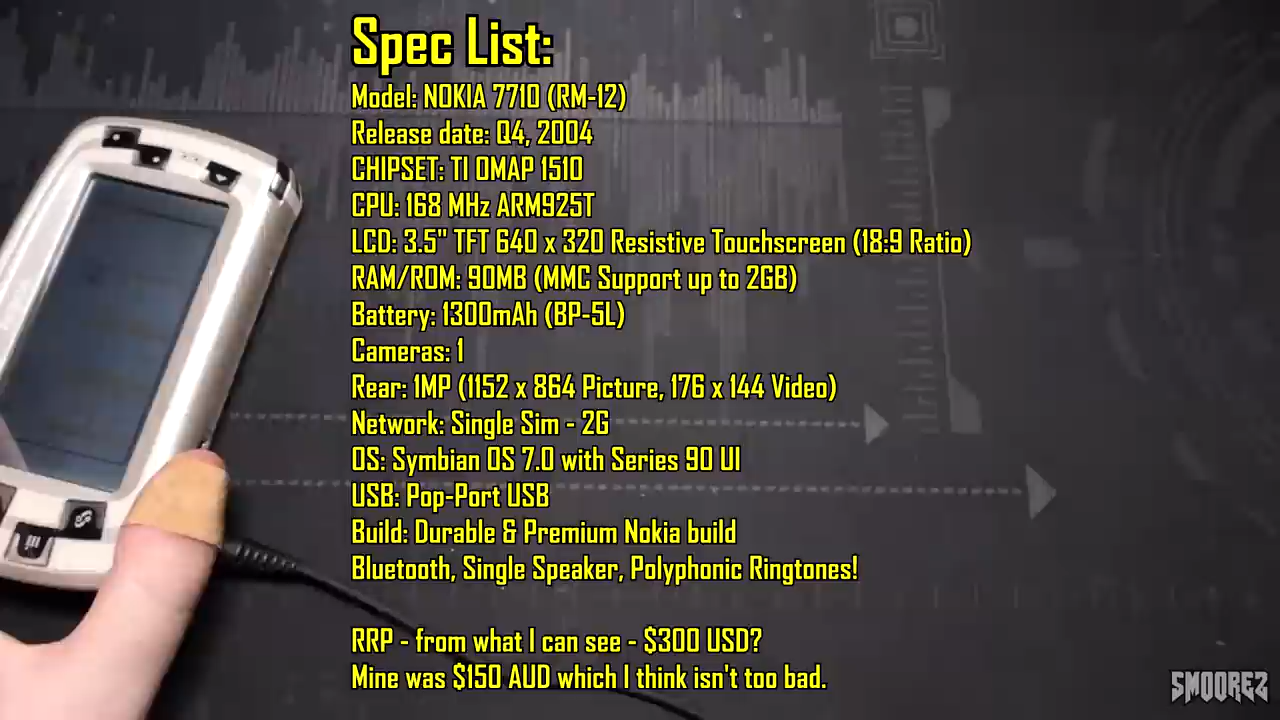 Spec List:
Model: NOKIA 7710 (RM-12)
Release date: Q4, 2004
CHIPSET: TI OMAP 1510
CPU: 168 MHz ARM925T
LCD: 3.5" TFT 640 x 320 Resistive Touchscreen (18:9 Ratio)
RAM/ROM: 90MB (MMC Support up to 2GB)
Battery: 1300mAh (BP-5L)
Cameras: 1
Rear: 1MP (1152 x 864 Picture, 176 x 144 Video)
Network: Single Sim - 2G
OS: Symbian OS 7.0 with Series 90 UI
USB: Pop-Port USB
Build: Durable & Premium Nokia build
Bluetooth, Single Speaker, Polyphonic Ringtones!
RRP - from what I can see - $300 USD?
Mine was $150 AUD which I think isn't too bad.
SMOOREZ